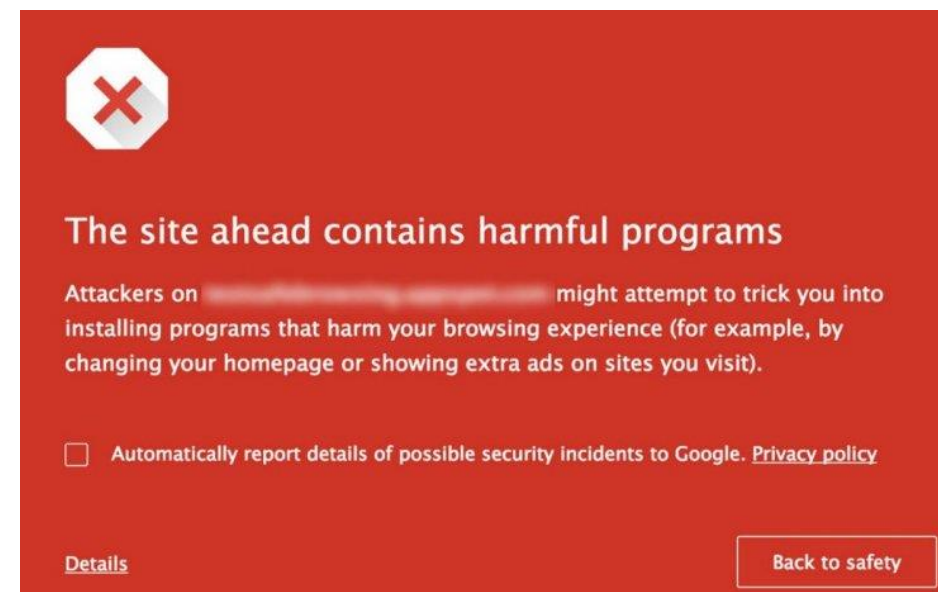 The site ahead contains harmful programs
Attackers on might attempt to trick you into
installing programs that harm your browsing experience (for example, by
changing your homepage or showing extra ads on sites you visit).
Automatically report details of possible security incidents to Google. Privacy policy
Details
Back to safety